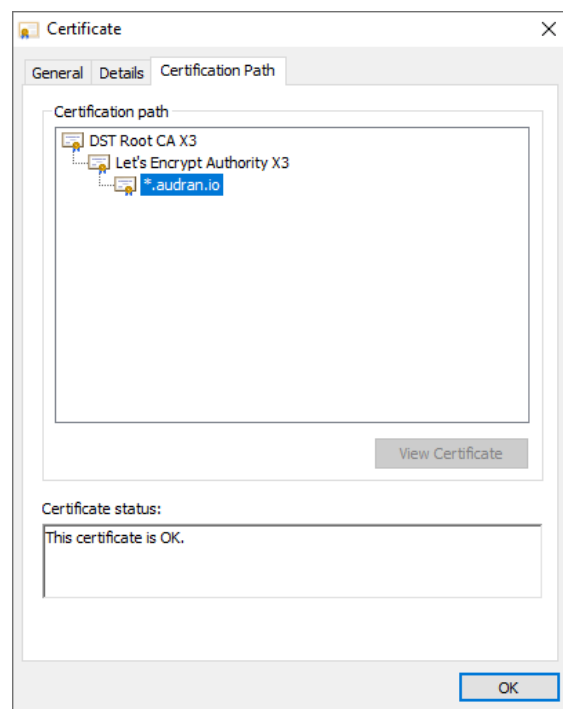 Certificate
General Details Certification Path
Certification path
DST Root CA X3
Let's Encrypt Authority X3
*.audran.io
View Certificate
Certificate status:
This certificate is OK.
OK